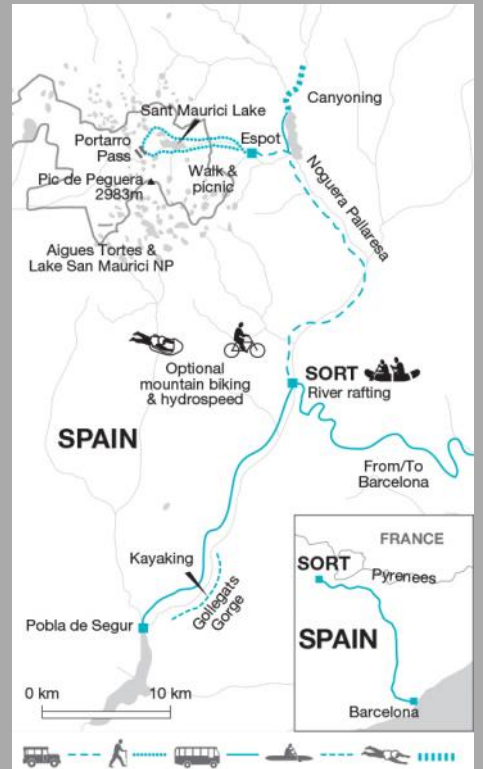 Canyoning
Sant Maurici Lake
Portarro
Pass
Espot
Walk &
picnic
Pic de Peguera
2983m
Noguera Pallaresa
Aigues Tortes &
Lake San Maurici NP
Optional
mountain biking
& hydrospeed
SORT
River rafting
SPAIN
From/To
Barcelona
Kayaking
Gollegats
Gorge
Pobla de Segur
0 km
10 km
FRANCE
SORT
Pyrenees
SPAIN
Barcelona